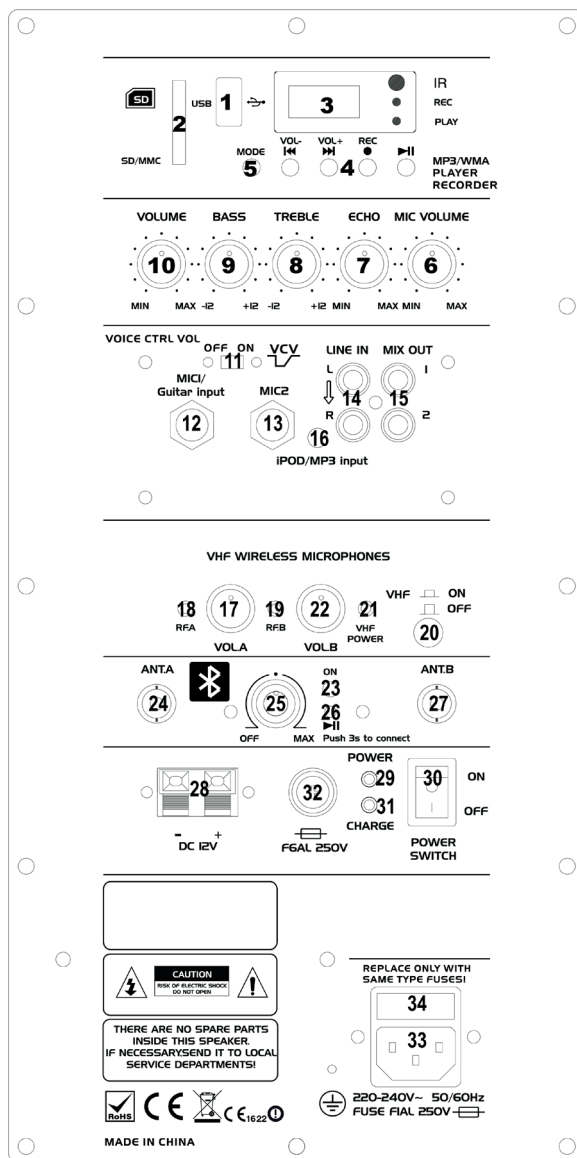 SD
USB
1
2
3
IR
REC
PLAY
VOL-
VOL+
REC
MODE
5
4
SD/MMC
MP3/WMA
PLAYER
RECORDER
VOLUME BASS TREBLE ECHO MIC VOLUME
10 9 8 7 6
MIN MAX -12 +12 -12 +12 MIN MAX MIN MAX
VOICE CTRL VOL
OFF ON VCV
11
LINE IN MIX OUT
MIC1/
Guitar input
MIC2
L
R
1
2
14 15
12 13
16
iPOD/MP3 input
VHF WIRELESS MICROPHONES
VHF ON
OFF
18 17 19 22 21 20
RF.A RF.B VHF
POWER
VOL.A VOL.B
ANT.A ON ANT.B
23
24 25 26 27
OFF MAX Push 3s to connect
POWER
28 32 29 30 ON
31 OFF
CHARGE
- +
DC 12V F6AL 250V POWER
SWITCH
CAUTION
RISK OF ELECTRIC SHOCK
DO NOT OPEN
REPLACE ONLY WITH
SAME TYPE FUSES!
34
33
THERE ARE NO SPARE PARTS
INSIDE THIS SPEAKER.
IF NECESSARY,SEND IT TO LOCAL
SERVICE DEPARTMENTS!
RoHS CE CE1622
220-240V~ 50/60Hz
FUSE F1AL 250V
MADE IN CHINA